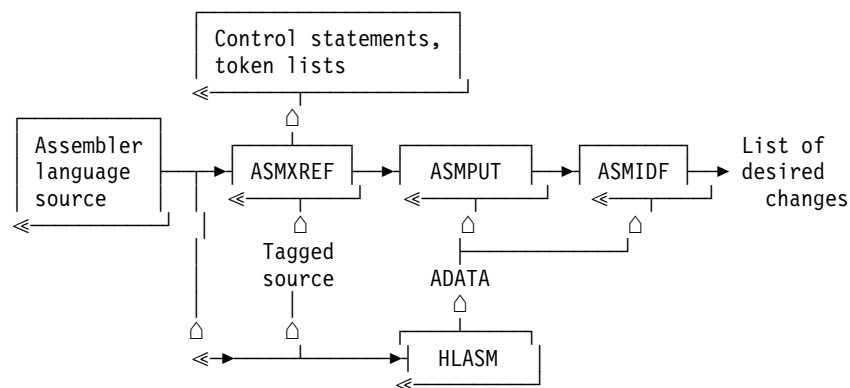 Control statements,
token lists
Assembler
language
source
ASMXREF
ASMPUT
ASMIDF
List of
desired
changes
Tagged
source
ADATA
HLASM